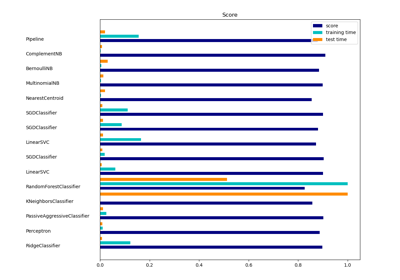 Score
score
training time
test time
Pipeline
ComplementNB
BernoulliNB
MultinomialNB
NearestCentroid
SGDClassifier
SGDClassifier
LinearSVC
SGDClassifier
LinearSVC
RandomForestClassifier
KNeighborsClassifier
PassiveAggressiveClassifier
Perceptron
RidgeClassifier
0.0 0.2 0.4 0.6 0.8 1.0